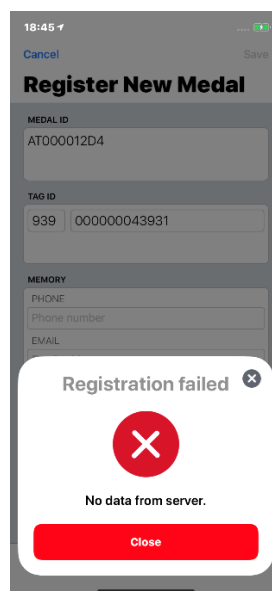 18:45
Cancel
Save
Register New Medal
MEDAL ID
AT000012D4
TAG ID
939
000000043931
MEMORY
PHONE
Phone number
EMAIL
Registration failed
No data from server.
Close